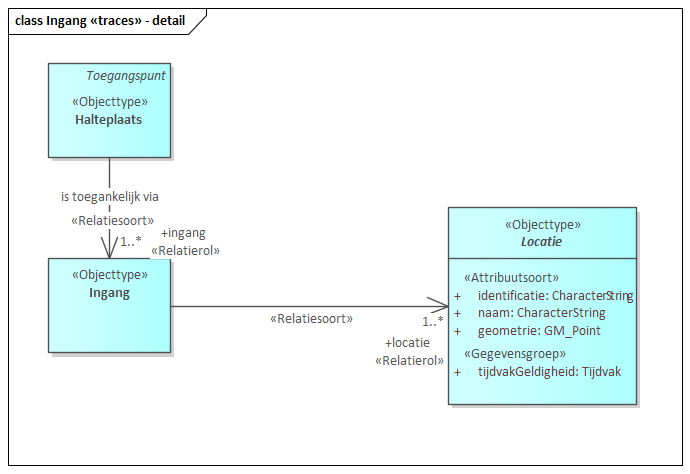 class Ingang «traces» - detail
Toegangspunt
«Objecttype»
Halteplaats
is toegankelijk via
«Relatiesoort»
1..*
+ingang
«Relatierol»
«Objecttype»
Ingang
«Relatiesoort»
1..*
+locatie
«Relatierol»
«Objecttype»
Locatie
«Attribuutsoort»
+ identificatie: CharacterString
+ naam: CharacterString
+ geometrie: GM_Point
«Gegevensgroep»
+ tijdvakGeldigheid: Tijdvak